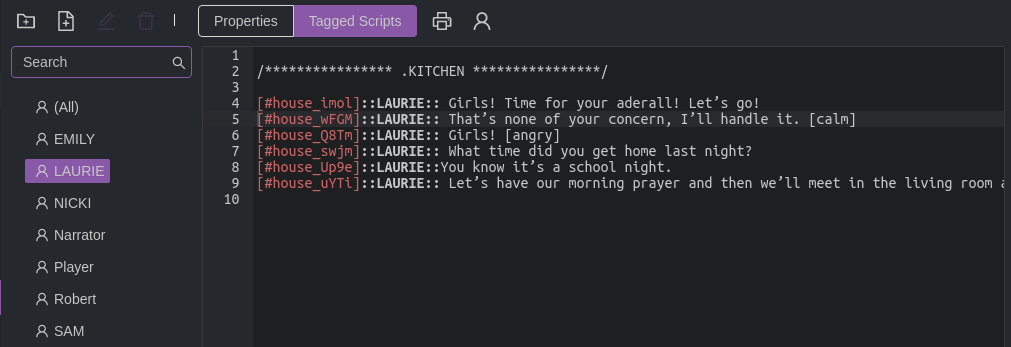 Properties Tagged Scripts
Search
(All)
EMILY
LAURIE
NICKI
Narrator
Player
Robert
SAM
1
2 /**************** .KITCHEN ****************/
3
4 [#house_imol]::LAURIE:: Girls! Time for your aderall! Let’s go!
5 [#house_wFGM]::LAURIE:: That’s none of your concern, I’ll handle it. [calm]
6 [#house_Q8Tm]::LAURIE:: Girls! [angry]
7 [#house_swjm]::LAURIE:: What time did you get home last night?
8 [#house_Up9e]::LAURIE::You know it’s a school night.
9 [#house_uYTi]::LAURIE:: Let’s have our morning prayer and then we’ll meet in the living room a
10